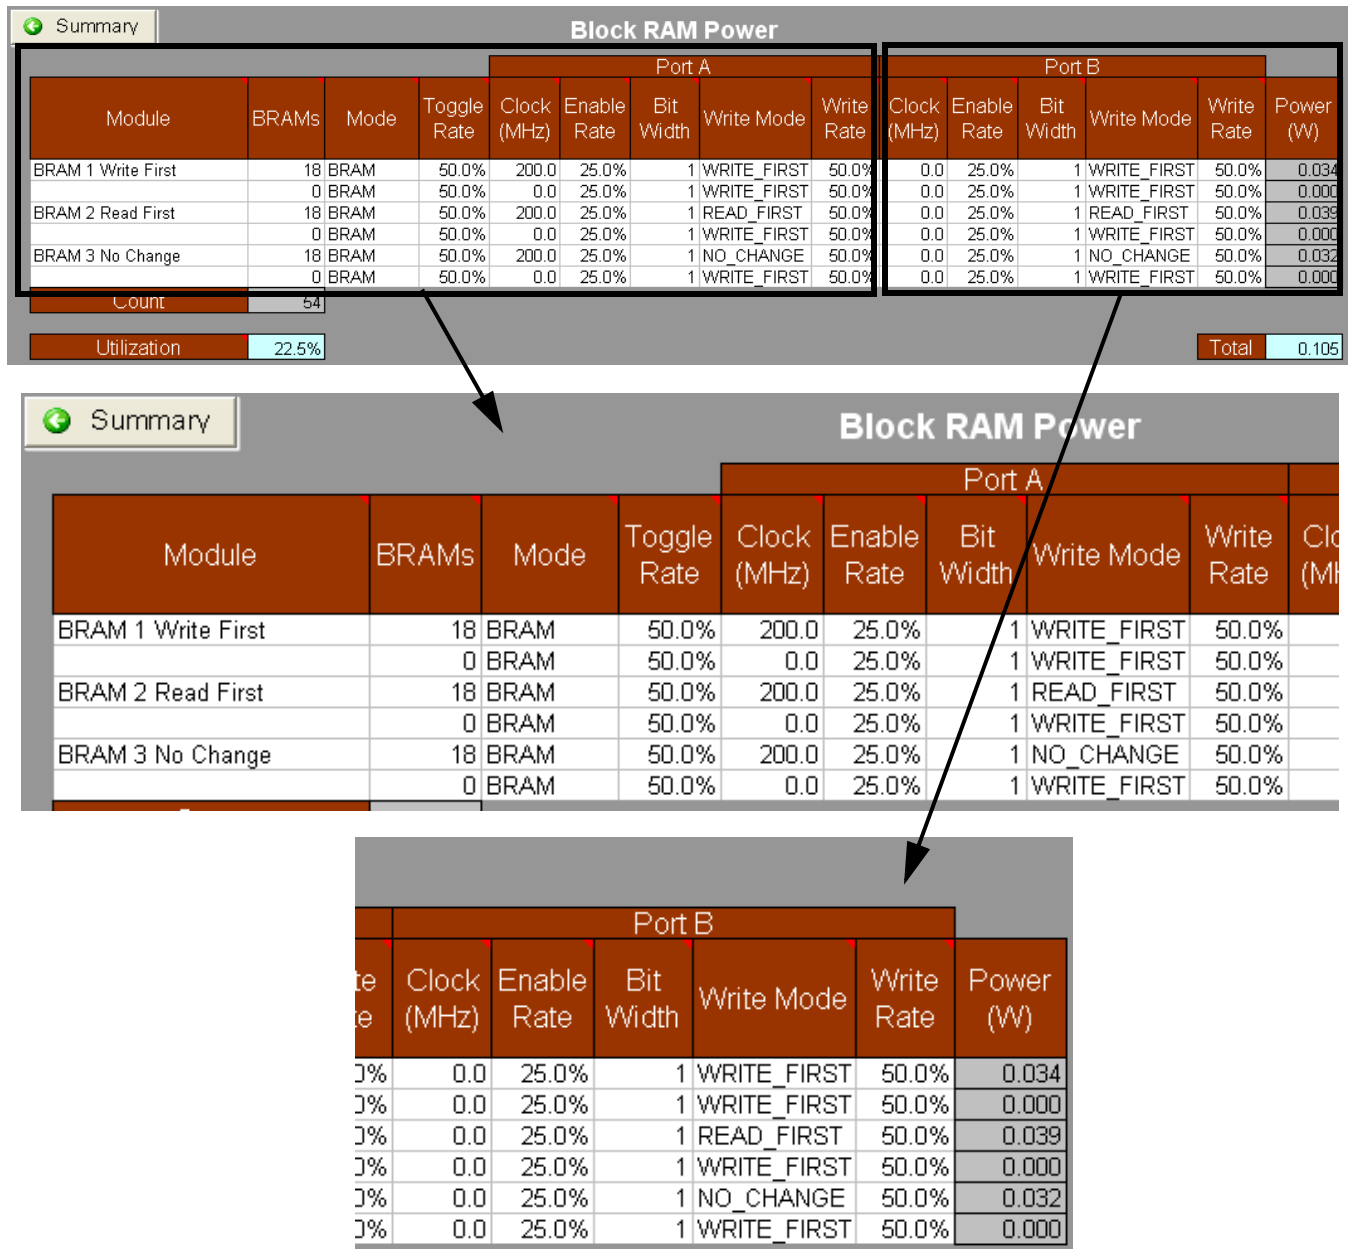 Summary
Block RAM Power
Port A Port B
Module BRAMs Mode Toggle Rate Clock (MHz) Enable Rate Bit Width Write Mode Write Rate Clock (MHz) Enable Rate Bit Width Write Mode Write Rate Power (W)
BRAM 1 Write First 18 BRAM 50.0% 200.0 25.0% 1 WRITE_FIRST 50.0% 0.0 25.0% 1 WRITE_FIRST 50.0% 0.034
0 BRAM 50.0% 0.0 25.0% 1 WRITE_FIRST 50.0% 0.0 25.0% 1 WRITE_FIRST 50.0% 0.000
BRAM 2 Read First 18 BRAM 50.0% 200.0 25.0% 1 READ_FIRST 50.0% 0.0 25.0% 1 READ_FIRST 50.0% 0.039
0 BRAM 50.0% 0.0 25.0% 1 WRITE_FIRST 50.0% 0.0 25.0% 1 WRITE_FIRST 50.0% 0.000
BRAM 3 No Change 18 BRAM 50.0% 200.0 25.0% 1 NO_CHANGE 50.0% 0.0 25.0% 1 NO_CHANGE 50.0% 0.032
0 BRAM 50.0% 0.0 25.0% 1 WRITE_FIRST 50.0% 0.0 25.0% 1 WRITE_FIRST 50.0% 0.000
Count 54
Utilization 22.5% Total 0.105
Summary
Block RAM Power
Port A
Module BRAMs Mode Toggle Rate Clock (MHz) Enable Rate Bit Width Write Mode Write Rate
BRAM 1 Write First 18 BRAM 50.0% 200.0 25.0% 1 WRITE_FIRST 50.0%
0 BRAM 50.0% 0.0 25.0% 1 WRITE_FIRST 50.0%
BRAM 2 Read First 18 BRAM 50.0% 200.0 25.0% 1 READ_FIRST 50.0%
0 BRAM 50.0% 0.0 25.0% 1 WRITE_FIRST 50.0%
BRAM 3 No Change 18 BRAM 50.0% 200.0 25.0% 1 NO_CHANGE 50.0%
0 BRAM 50.0% 0.0 25.0% 1 WRITE_FIRST 50.0%
Port B
Clock (MHz) Enable Rate Bit Width Write Mode Write Rate Power (W)
0% 0.0 25.0% 1 WRITE_FIRST 50.0% 0.034
0% 0.0 25.0% 1 WRITE_FIRST 50.0% 0.000
0% 0.0 25.0% 1 READ_FIRST 50.0% 0.039
0% 0.0 25.0% 1 WRITE_FIRST 50.0% 0.000
0% 0.0 25.0% 1 NO_CHANGE 50.0% 0.032
0% 0.0 25.0% 1 WRITE_FIRST 50.0% 0.000